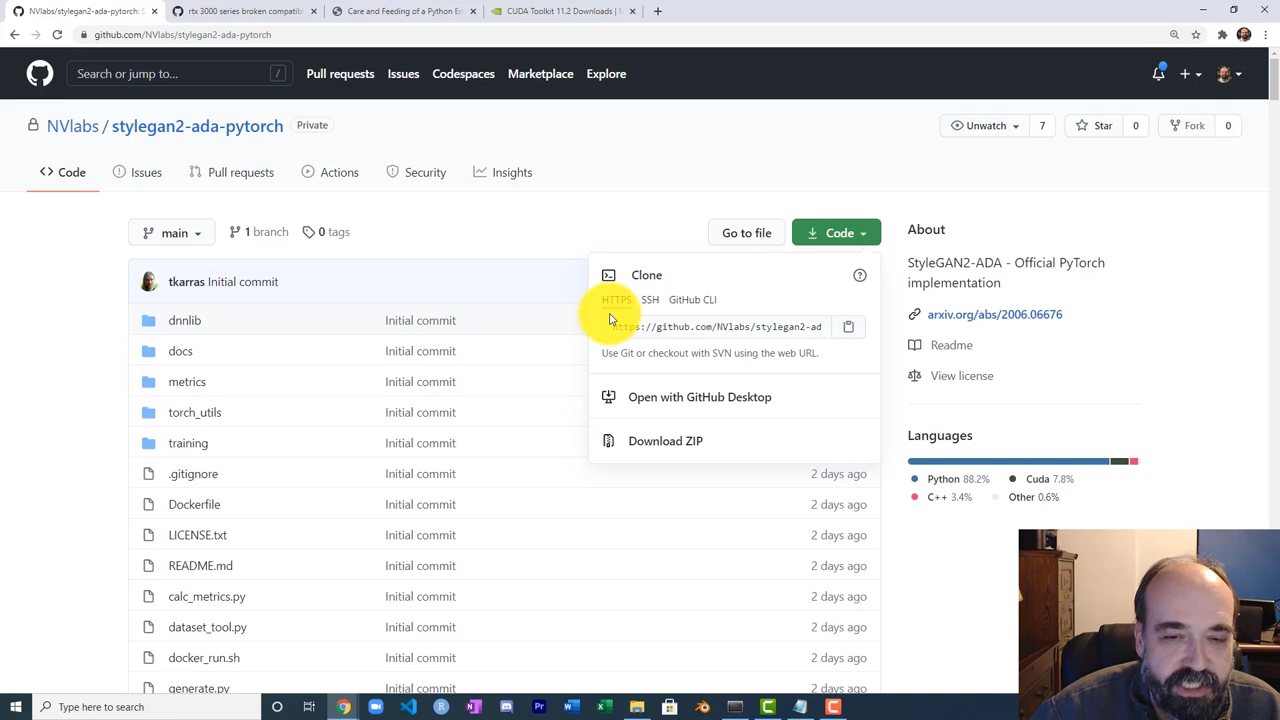 NVlabs/stylegan2-ada-pytorch: S
rtx 3000 series broken compatibi
Care and Feeding of a Python En
CUDA Toolkit 11.2 Downloads | N
github.com/NVlabs/stylegan2-ada-pytorch
Search or jump to... /
Pull requests
Issues
Codespaces
Marketplace
Explore
NVlabs / stylegan2-ada-pytorch Private
Unwatch 7
Star 0
Fork 0
Code
Issues
Pull requests
Actions
Security
Insights
main
1 branch
0 tags
Go to file
Code
tkarras Initial commit
dnnlib Initial commit
docs Initial commit
metrics Initial commit
torch_utils Initial commit
training Initial commit
.gitignore Initial commit 2 days ago
Dockerfile Initial commit 2 days ago
LICENSE.txt Initial commit 2 days ago
README.md Initial commit 2 days ago
calc_metrics.py Initial commit 2 days ago
dataset_tool.py Initial commit 2 days ago
docker_run.sh Initial commit 2 days ago
generate.py Initial commit 2 days ago
Clone
HTTPS SSH GitHub CLI
https://github.com/NVlabs/stylegan2-ad
Use Git or checkout with SVN using the web URL.
Open with GitHub Desktop
Download ZIP
About
StyleGAN2-ADA - Official PyTorch
implementation
arxiv.org/abs/2006.06676
Readme
View license
Languages
Python 88.2% Cuda 7.8%
C++ 3.4% Other 0.6%
Type here to search